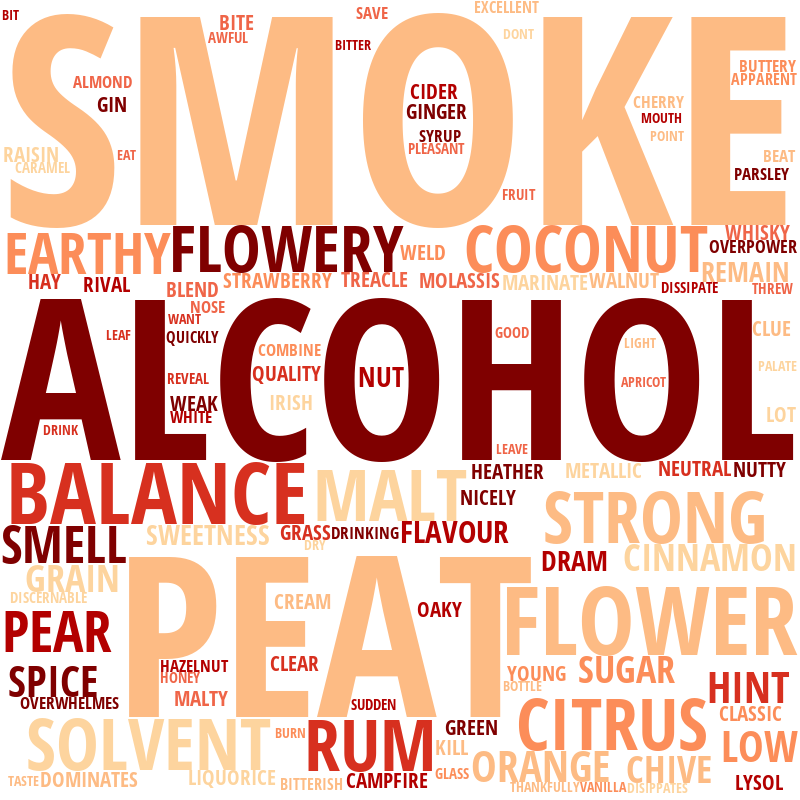 BIT
SMOKE
BITE
AWFUL
SAVE
BITTER
EXCELLENT
DONT
BUTTERY
APPARENT
ALMOND
GIN
CIDER
GINGER
SYRUP
PLEASANT
CHERRY
MOUTH
POINT
RAISIN
CARAMEL
EAT
BEAT
PARSLEY
FRUIT
EARTHY
FLOWERY
WELD
COCONUT
WHISKY
OVERPOWER
REMAIN
HAY
RIVAL
BLEND
STRAWBERRY
TREACLE
MOLASSIS
MARINATE
WALNUT
DISSIPATE
THREW
NOSE
WANT
LEAF
QUICKLY
ALCOHOL
GOOD
CLUE
LIGHT
COMBINE
QUALITY
NUT
REVEAL
APRICOT
PALATE
WEAK
WHITE
IRISH
LOT
DRINK
LEAVE
BALANCE
MALT
HEATHER
METALLIC
NEUTRAL
NUTTY
NICELY
STRONG
SMELL
SWEETNESS
GRASS
DRINKING
FLAVOUR
DRY
DRAM
CINNAMON
GRAIN
DISCERNABLE
PEAT
CREAM
OAKY
FLOWER
PEAR
HAZELNUT
HONEY
CLEAR
YOUNG
SUGAR
SPICE
OVERWHELMES
MALTY
SUDDEN
BOTTLE
HINT
CLASSIC
SOLVENT
BURN
RUM
GREEN
KILL
CITRUS
LOW
ORANGE
CHIVE
TASTE
DOMINATES
LIQUORICE
BITTERISH
CAMPFIRE
GLASS
THANKFULLY
VANILLA
DISIPPATES
LYSOL